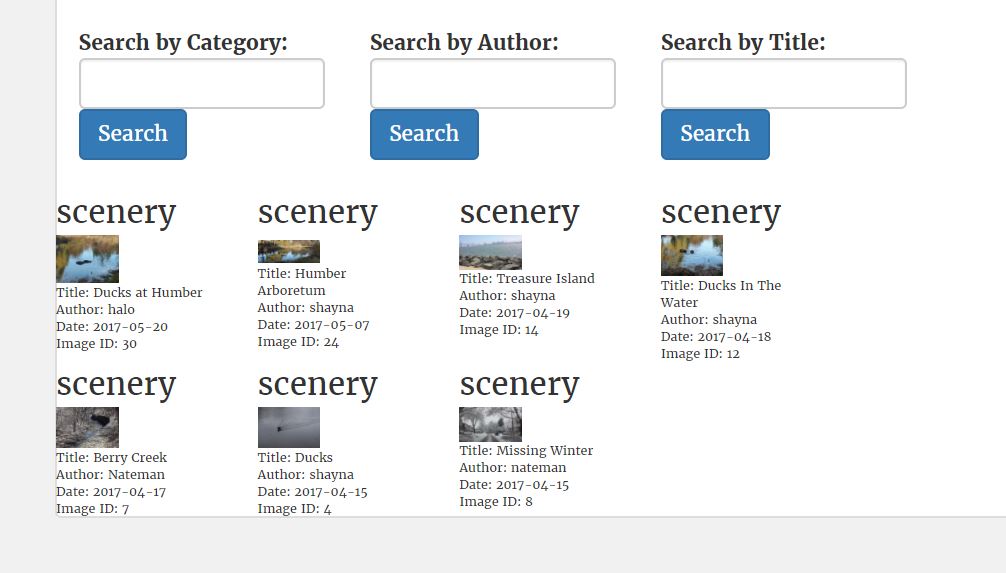 Search by Category:
Search by Author:
Search by Title:
Search
Search
Search
scenery
Title: Ducks at Humber
Author: halo
Date: 2017-05-20
Image ID: 30
scenery
Title: Humber
Arboretum
Author: shayna
Date: 2017-05-07
Image ID: 24
scenery
Title: Treasure Island
Author: shayna
Date: 2017-04-19
Image ID: 14
scenery
Title: Ducks In The
Water
Author: shayna
Date: 2017-04-18
Image ID: 12
scenery
Title: Berry Creek
Author: Nateman
Date: 2017-04-17
Image ID: 7
scenery
Title: Ducks
Author: shayna
Date: 2017-04-15
Image ID: 4
scenery
Title: Missing Winter
Author: nateman
Date: 2017-04-15
Image ID: 8